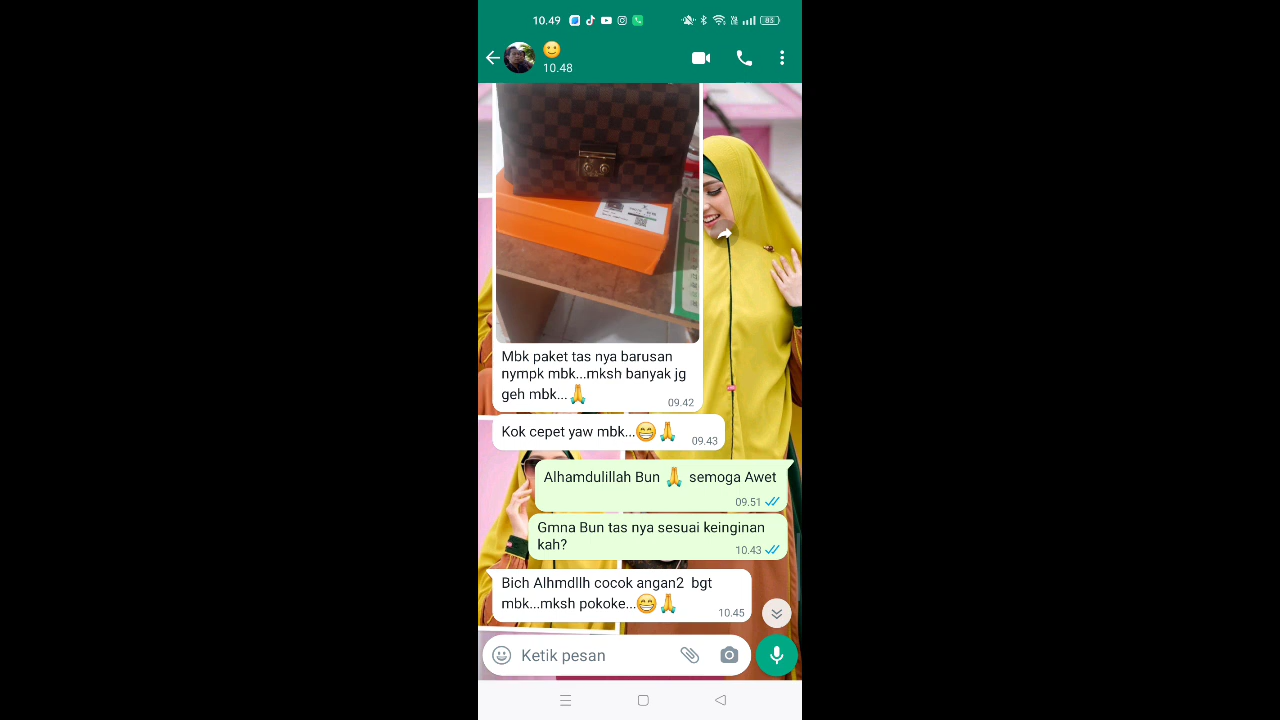 10.49
85
10.48
Mbk paket tas nya barusan
nympk mbk...mksh banyak jg
geh mbk...🙏
09.42
Kok cepet yaw mbk...😁🙏
09.43
Alhamdulillah Bun 🙏 semoga Awet
09.51
Gmna Bun tas nya sesuai keinginan
kah?
10.43
Bich Alhmdllh cocok angan2 bgt
mbk...mksh pokoke...😁🙏
10.45
Ketik pesan